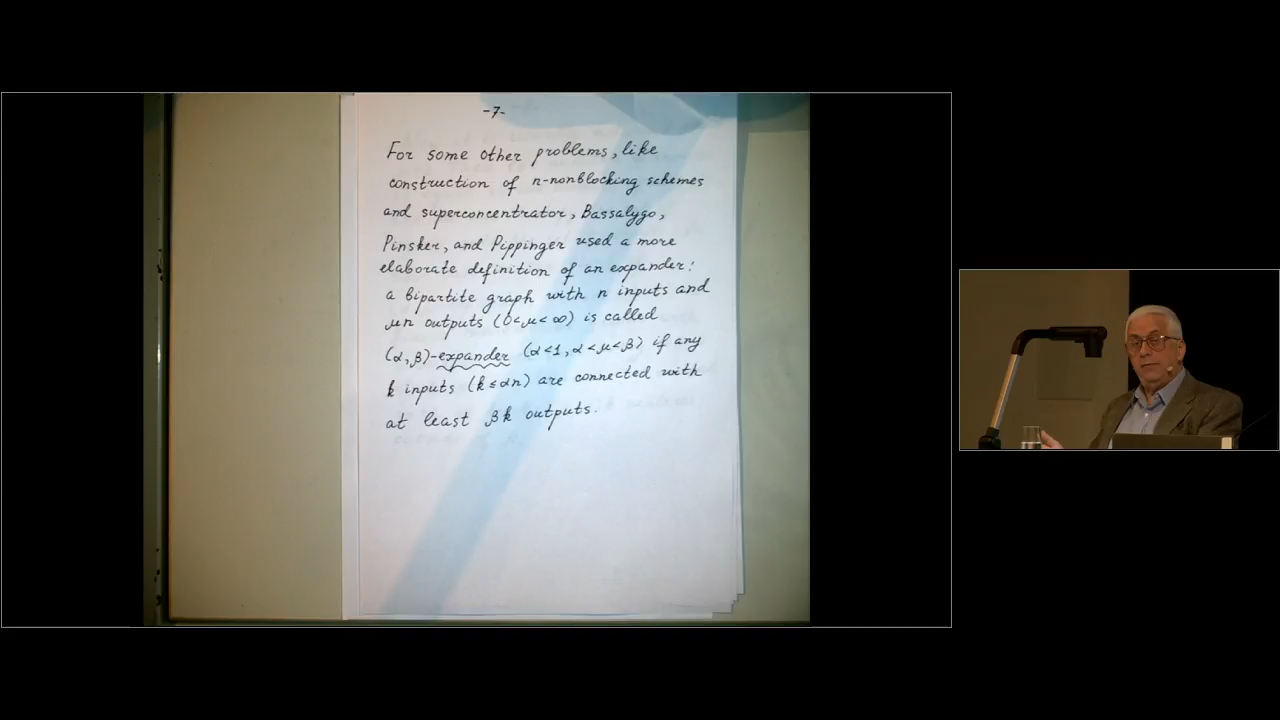 -7-
For some other problems, like
construction of n-nonblocking schemes
and superconcentrator, Bassalygo,
Pinsker, and Pippinger used a more
elaborate definition of an expander:
a bipartite graph with n inputs and
μn outputs (0<μ<∞) is called
(α,β)-expander (α<1, α<μ<β) if any
k inputs (k≤αn) are connected with
at least βk outputs.